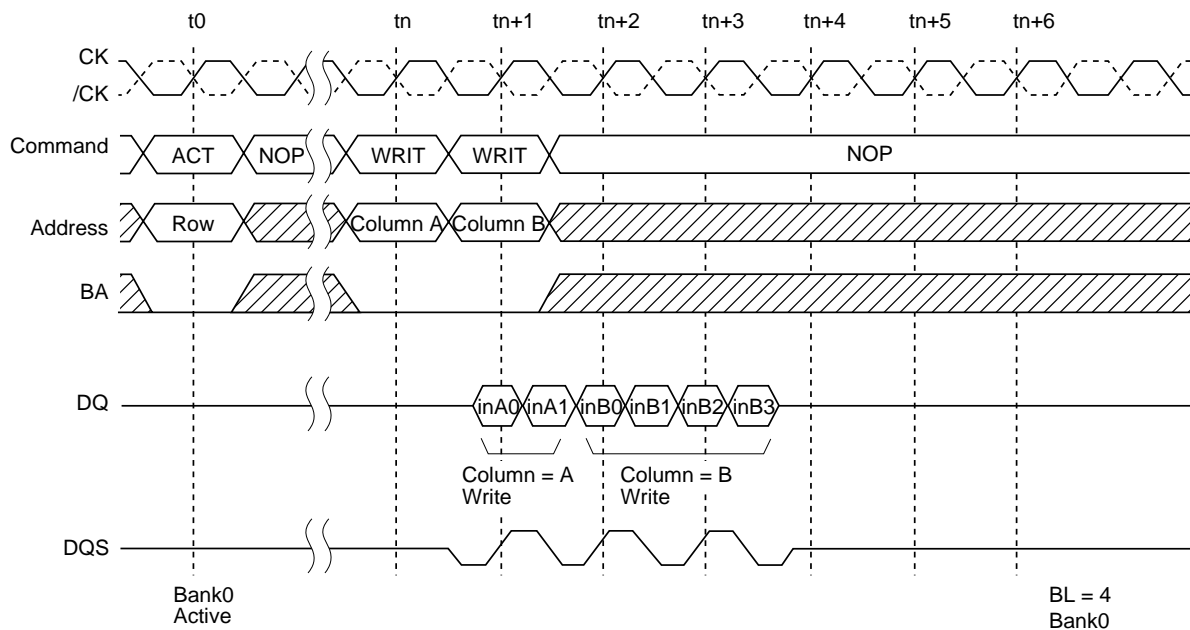 t0 tn tn+1 tn+2 tn+3 tn+4 tn+5 tn+6
CK
/CK
Command ACT NOP WRIT WRIT NOP
Address Row Column A Column B
BA
DQ inA0 inA1 inB0 inB1 inB2 inB3
Column = A Column = B
Write Write
DQS
Bank0 BL = 4
Active Bank0